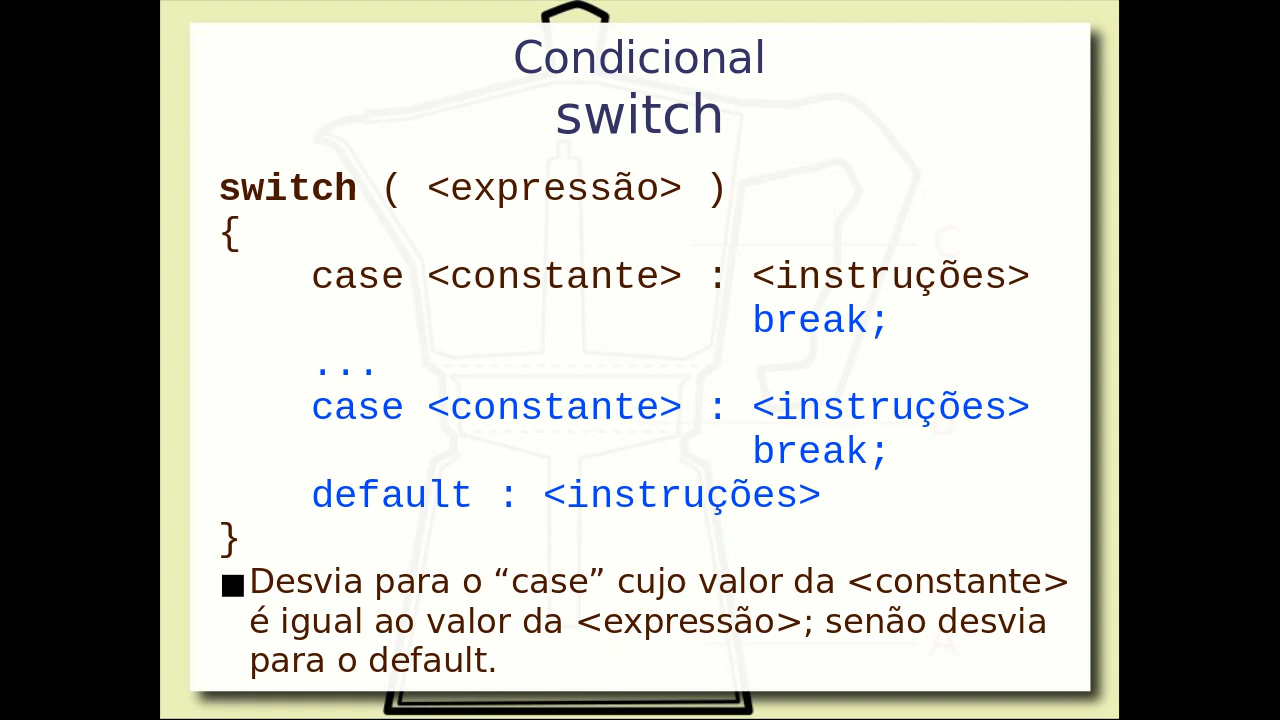 Condicional
switch
switch ( <expressão> )
{
case <constante> : <instruções>
break;
...
case <constante> : <instruções>
break;
default : <instruções>
}
Desvia para o “case” cujo valor da <constante>
é igual ao valor da <expressão>; senão desvia
para o default.
C
A